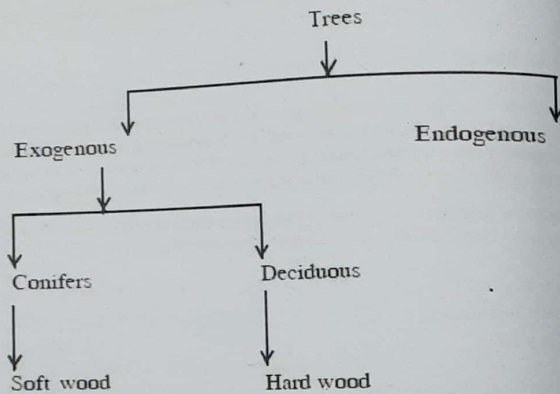 Trees
Exogenous
Endogenous
Conifers
Deciduous
Soft wood
Hard wood